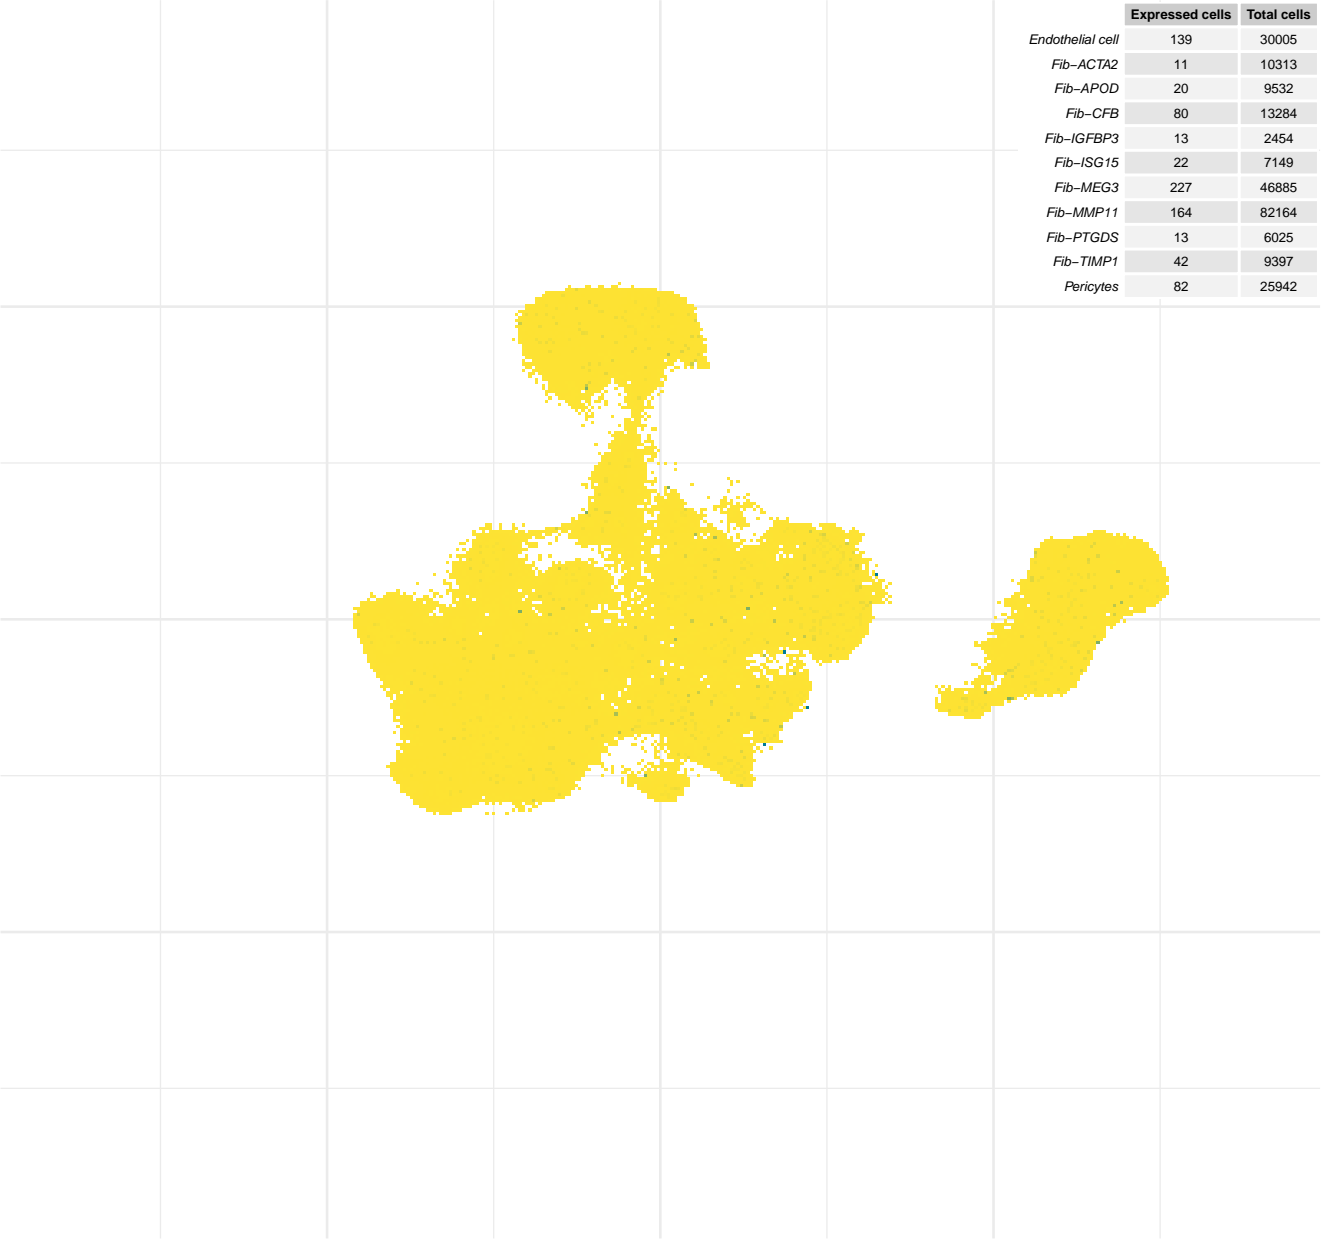 Expressed cells Total cells
Endothelial cell 139 30005
Fib−ACTA2 11 10313
Fib−APOD 20 9532
Fib−CFB 80 13284
Fib−IGFBP3 13 2454
Fib−ISG15 22 7149
Fib−MEG3 227 46885
Fib−MMP11 164 82164
Fib−PTGDS 13 6025
Fib−TIMP1 42 9397
Pericytes 82 25942